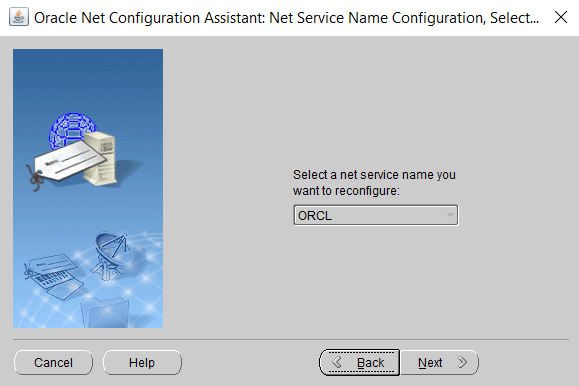 Oracle Net Configuration Assistant: Net Service Name Configuration, Select...
Select a net service name you
want to reconfigure:
ORCL
Cancel
Help
Back
Next